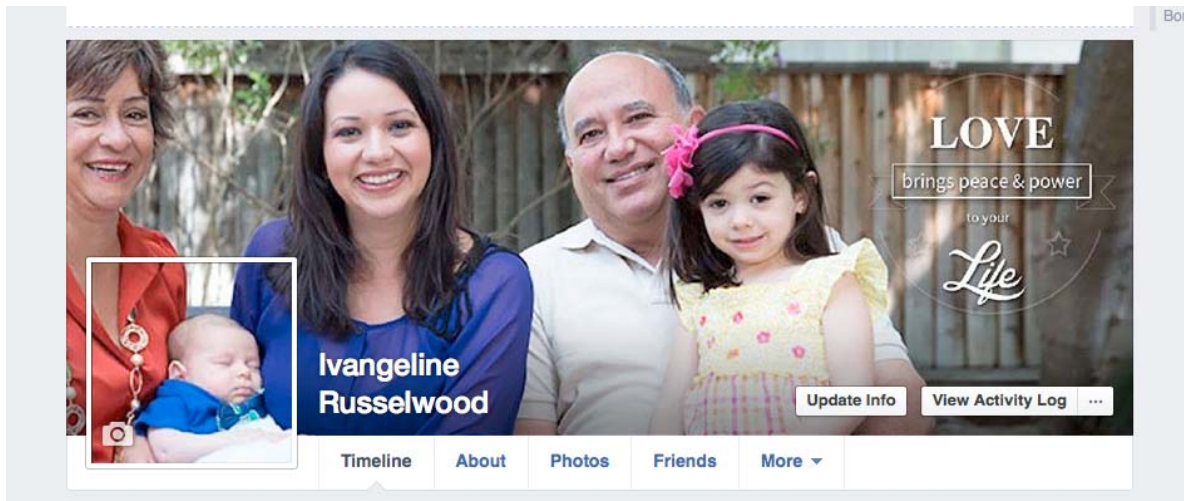 Bo
LOVE
brings peace & power
to your
Life
Ivangeline
Russelwood
Update Info
View Activity Log
...
Timeline
About
Photos
Friends
More